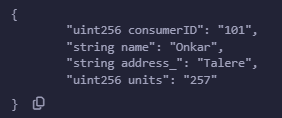 {
"uint256 consumerID": "101",
"string name": "Onkar",
"string address_": "Talere",
"uint256 units": "257"
}